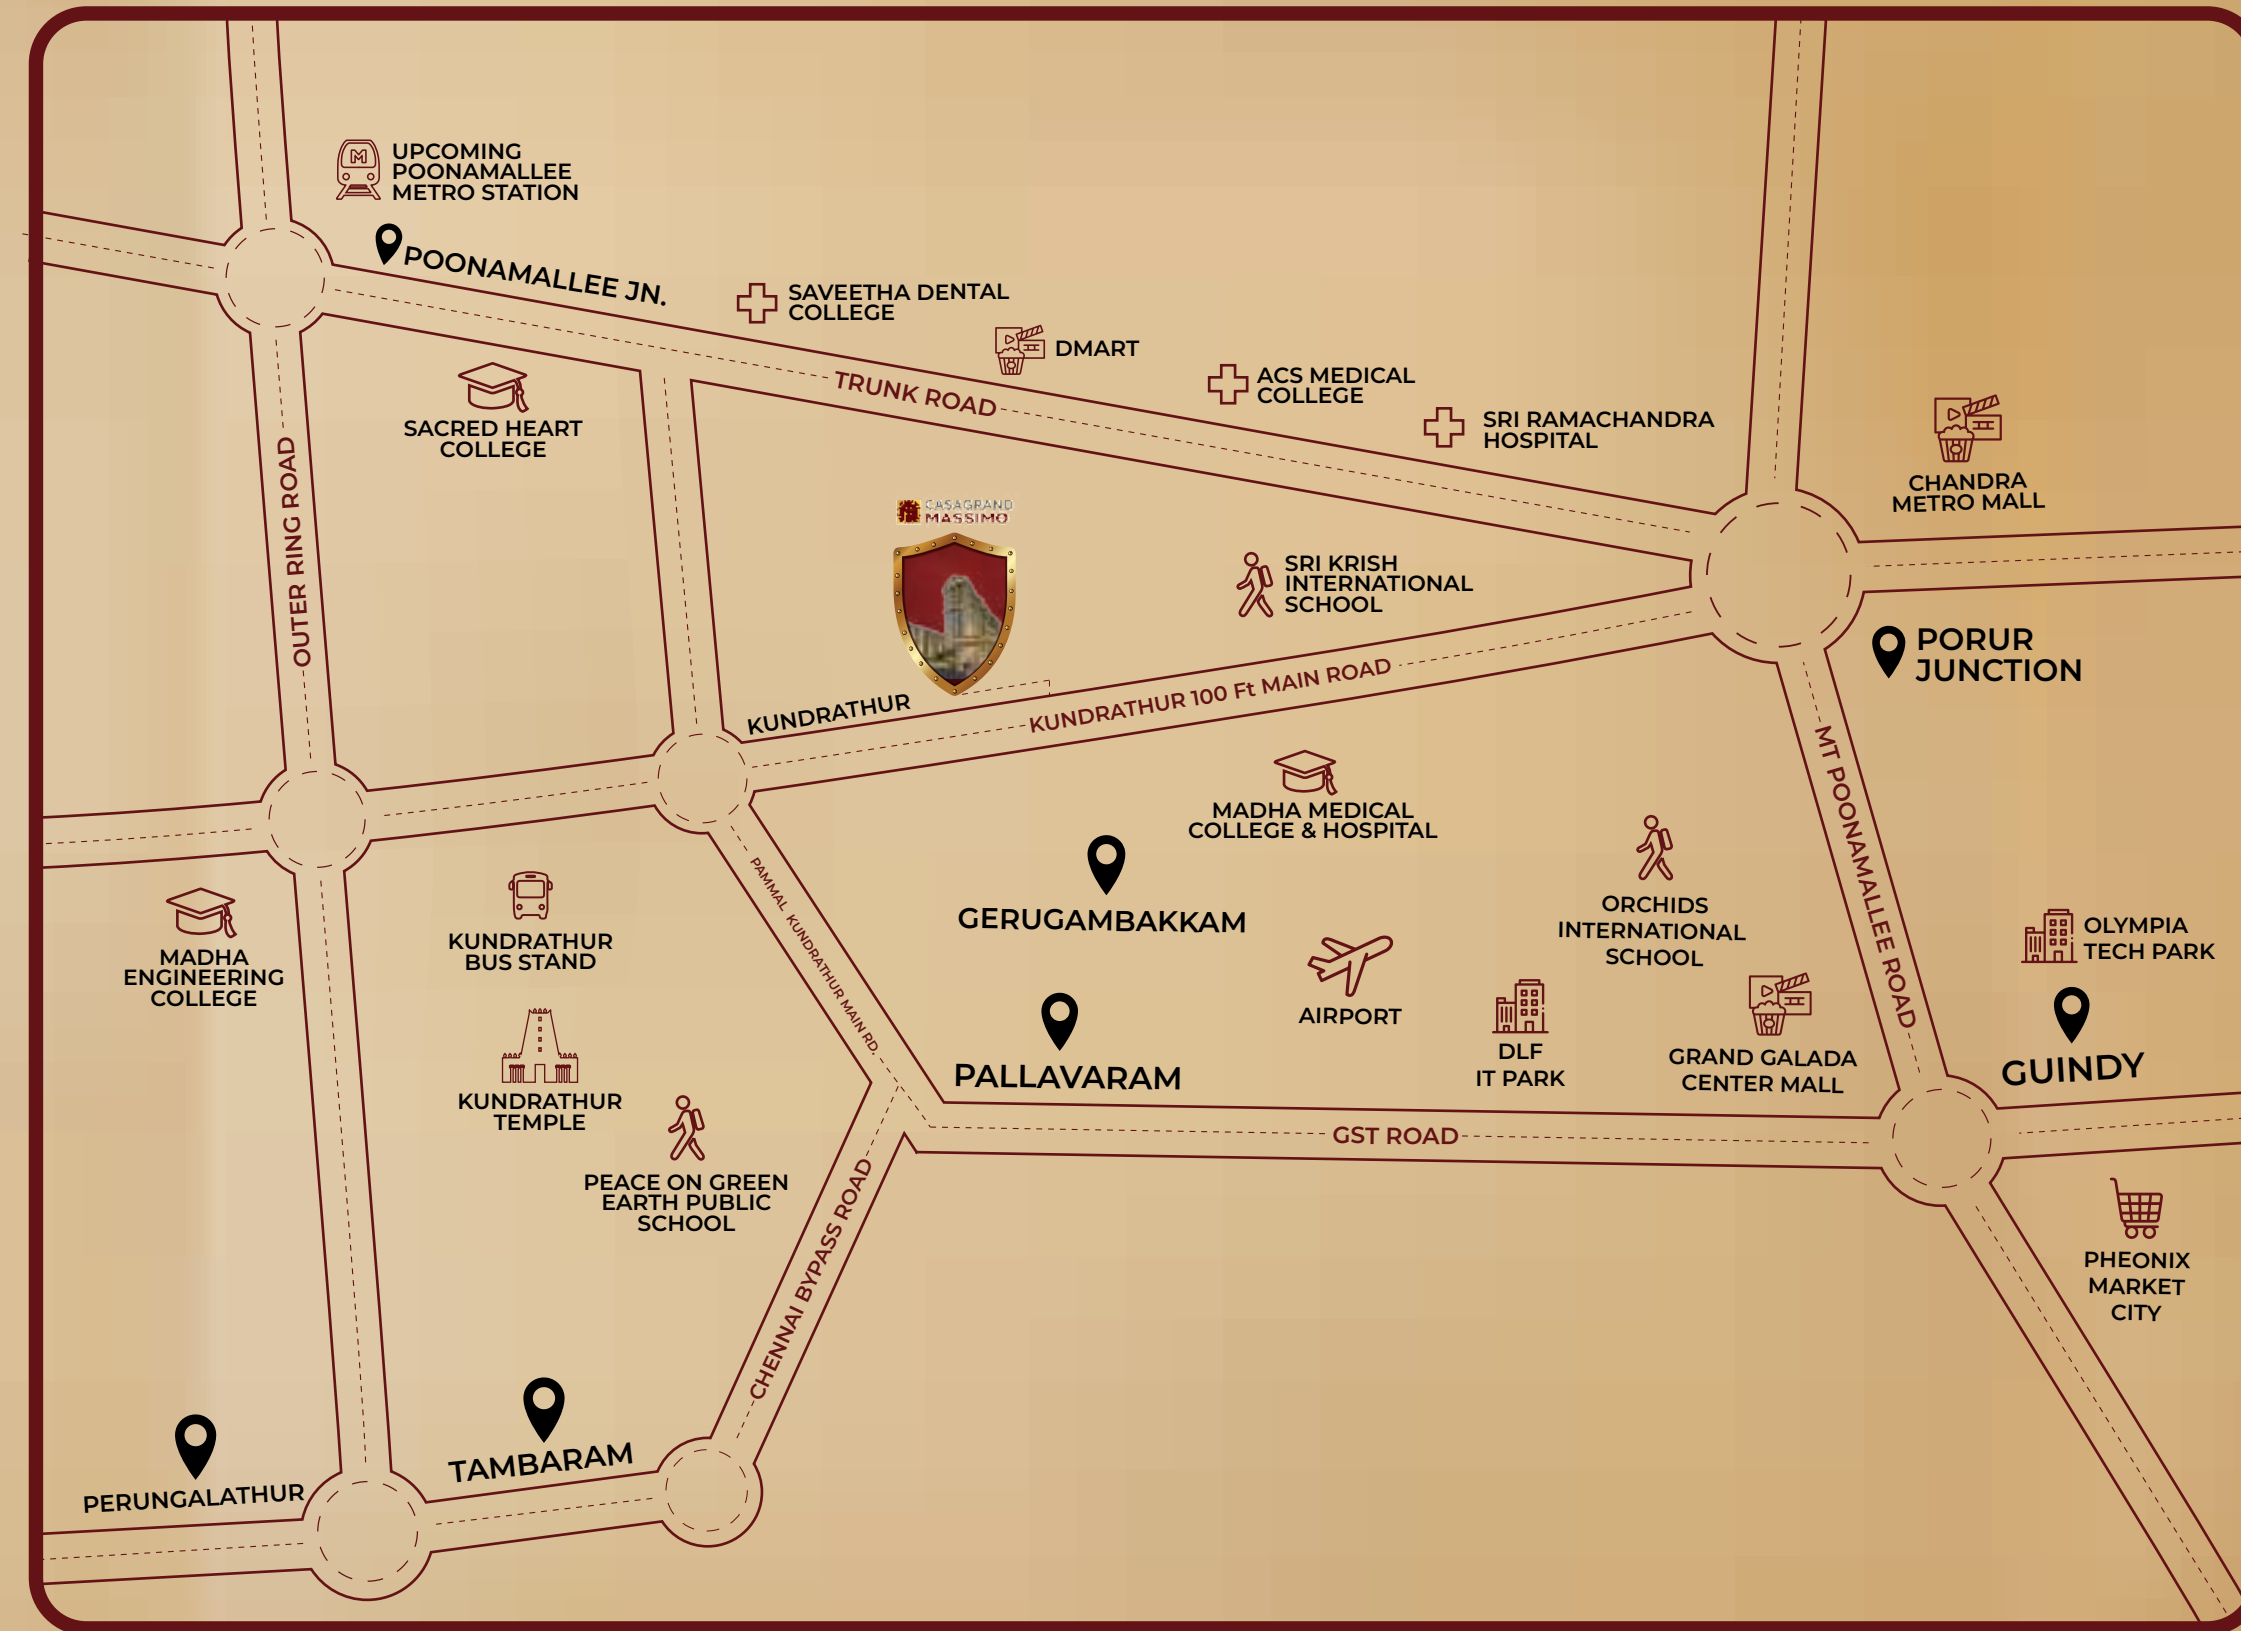 UPCOMING
POONAMALLEE
METRO STATION
POONAMALLEE JN.
SAVEETHA DENTAL
COLLEGE
DMART
TRUNK ROAD
ACS MEDICAL
COLLEGE
SRI RAMACHANDRA
HOSPITAL
CHANDRA
METRO MALL
SACRED HEART
COLLEGE
OUTER RING ROAD
CASAGRAND
MASSIMO
SRI KRISH
INTERNATIONAL
SCHOOL
PORUR
JUNCTION
KUNDRATHUR
KUNDRATHUR 100 Ft MAIN ROAD
MT POONAMALLEE ROAD
MADHA MEDICAL
COLLEGE & HOSPITAL
PAMMAL KUNDRATHUR MAIN RD.
GERUGAMBAKKAM
ORCHIDS
INTERNATIONAL
SCHOOL
OLYMPIA
TECH PARK
MADHA
ENGINEERING
COLLEGE
KUNDRATHUR
BUS STAND
AIRPORT
PALLAVARAM
DLF
IT PARK
GRAND GALADA
CENTER MALL
GUINDY
KUNDRATHUR
TEMPLE
GST ROAD
PEACE ON GREEN
EARTH PUBLIC
SCHOOL
CHENNAI BYPASS ROAD
PHEONIX
MARKET
CITY
TAMBARAM
PERUNGALATHUR